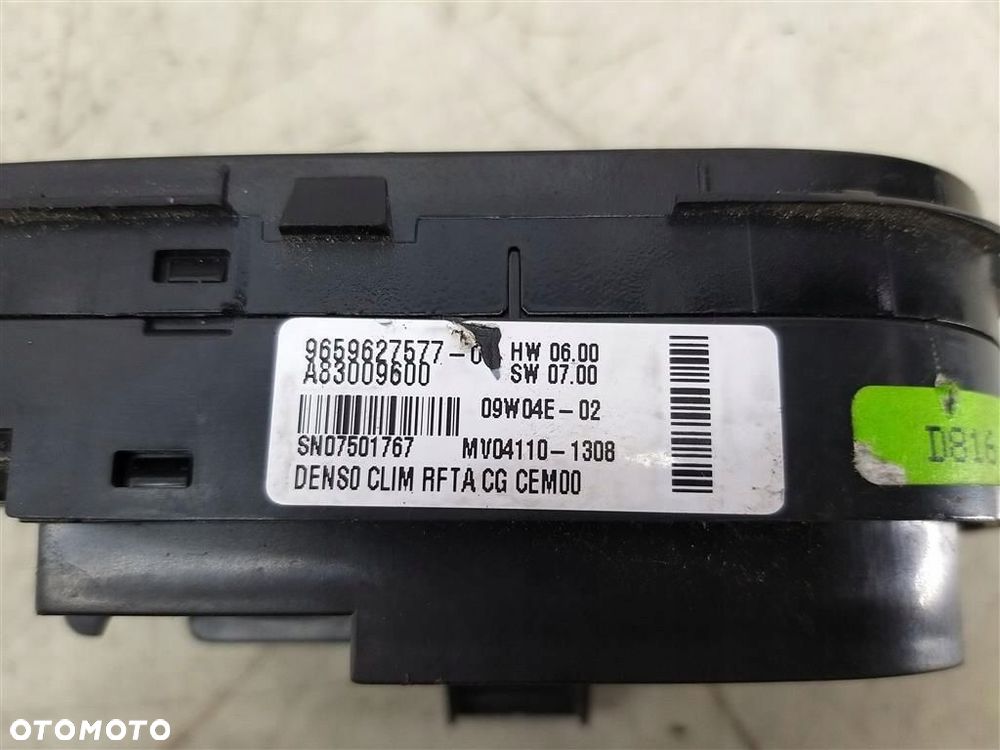 9659627577-0
A83009600
HW 06.00
SW 07.00
09W04E-02
SN07501767
MV04110-1308
DENSO CLIM RFTA CG CEM00
D816
OTOMOTO